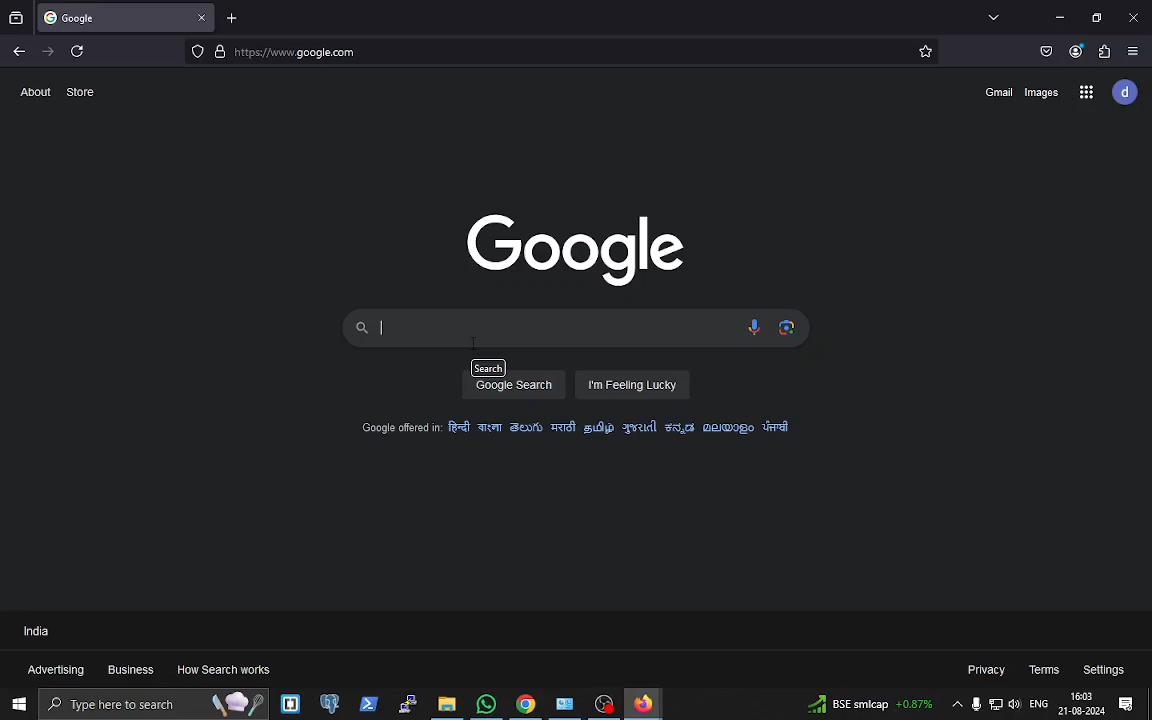 Google
https://www.google.com
About Store
Gmail Images
d
Google
Search
Google Search
I'm Feeling Lucky
Google offered in: हिन्दी বাংলা తెలుగు मराठी தமிழ் ગુજરાતી ಕನ್ನಡ മലയാളം ਪੰਜਾਬੀ
India
Advertising Business How Search works
Privacy Terms Settings
Type here to search
BSE smlcap +0.87%
ENG
16:03
21-08-2024